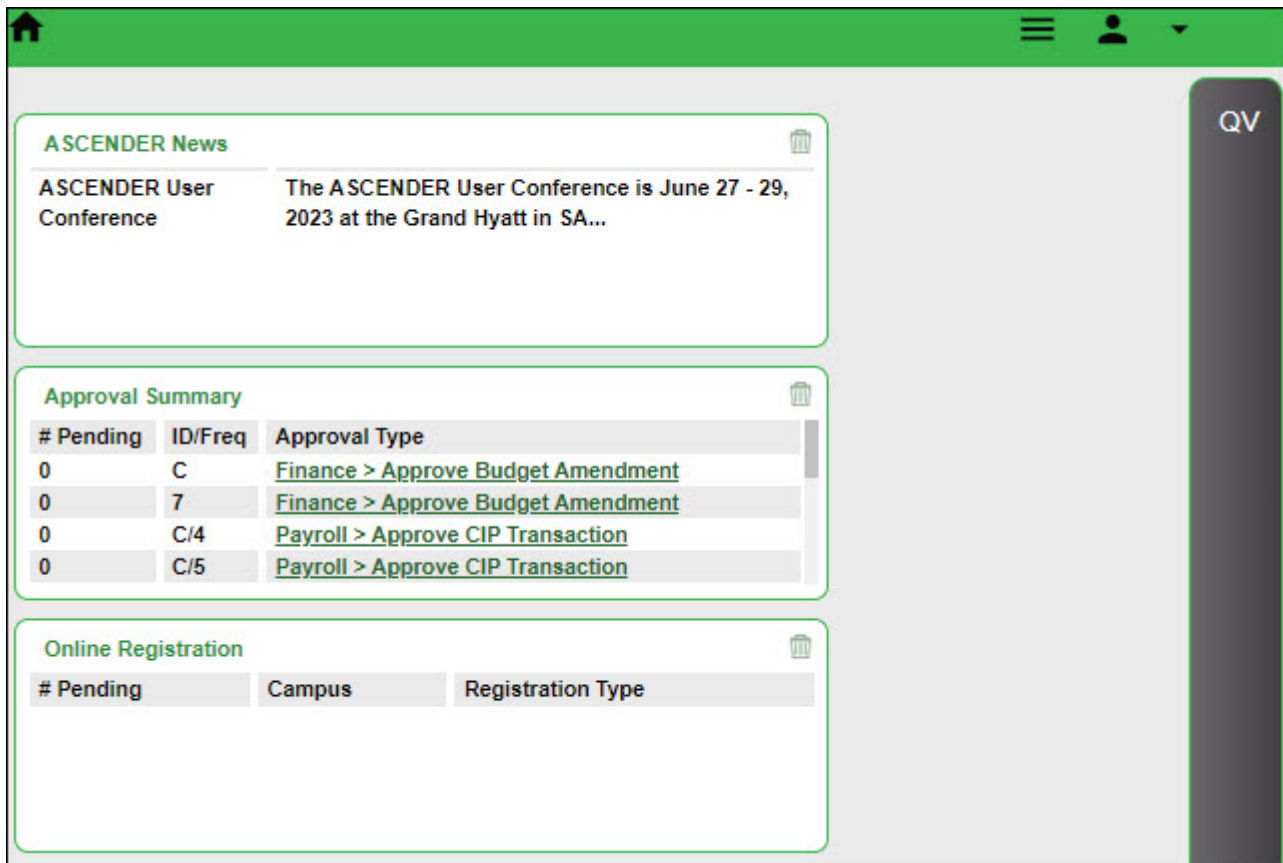 QV
ASCENDER News
ASCENDER User The ASCENDER User Conference is June 27 - 29,
Conference 2023 at the Grand Hyatt in SA...
Approval Summary
# Pending ID/Freq Approval Type
0 C Finance > Approve Budget Amendment
0 7 Finance > Approve Budget Amendment
0 C/4 Payroll > Approve CIP Transaction
0 C/5 Payroll > Approve CIP Transaction
Online Registration
# Pending Campus Registration Type